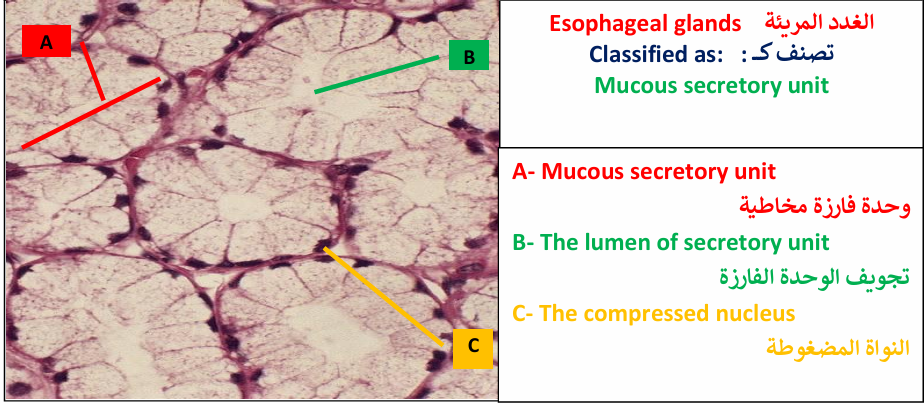 A
B
C
Esophageal glands الغدد المريئة
Classified as: تصنف كـ :
Mucous secretory unit
A- Mucous secretory unit
وحدة فارزة مخاطية
B- The lumen of secretory unit
تجويف الوحدة الفارزة
C- The compressed nucleus
النواة المضغوطة